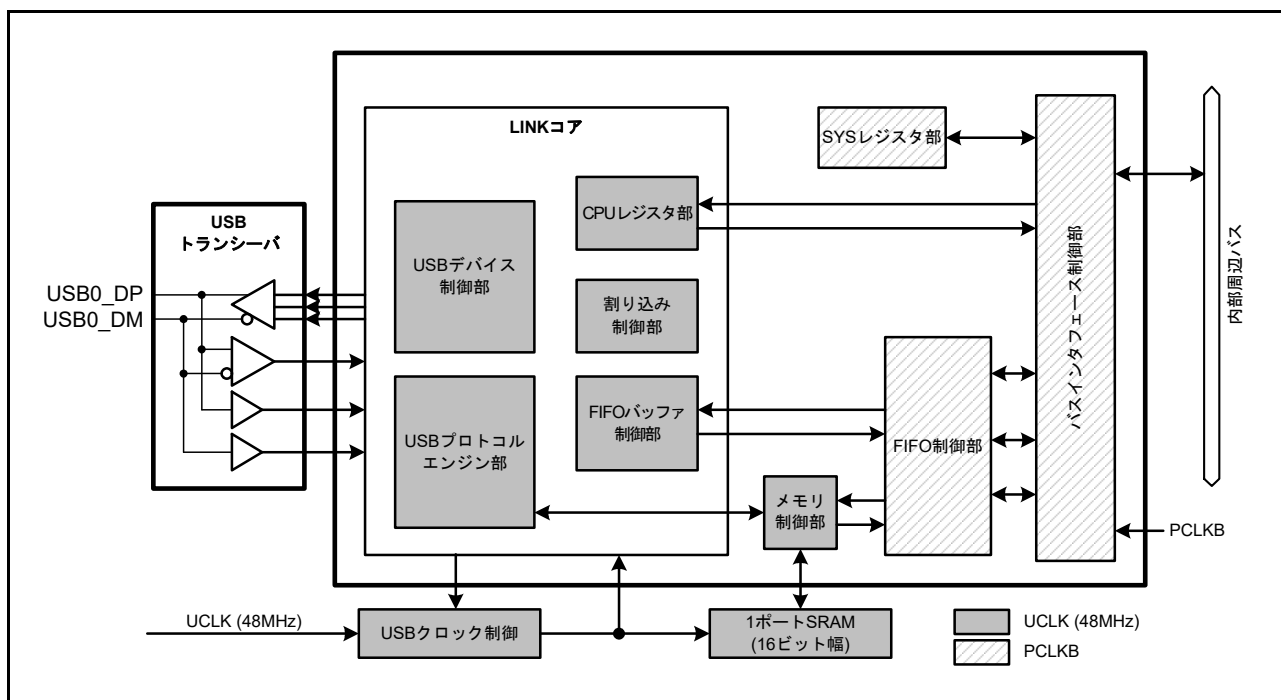 LINKコア
SYSレジスタ部
USB
トランシーバ
CPUレジスタ部
USBデバイス
制御部
割り込み
制御部
USB0_DP
USB0_DM
USBプロトコル
エンジン部
FIFOバッファ
制御部
FIFO制御部
メモリ
制御部
バスインタフェース制御部
内部周辺バス
PCLKB
UCLK (48MHz)
USBクロック制御
1ポートSRAM
(16ビット幅)
UCLK (48MHz)
PCLKB